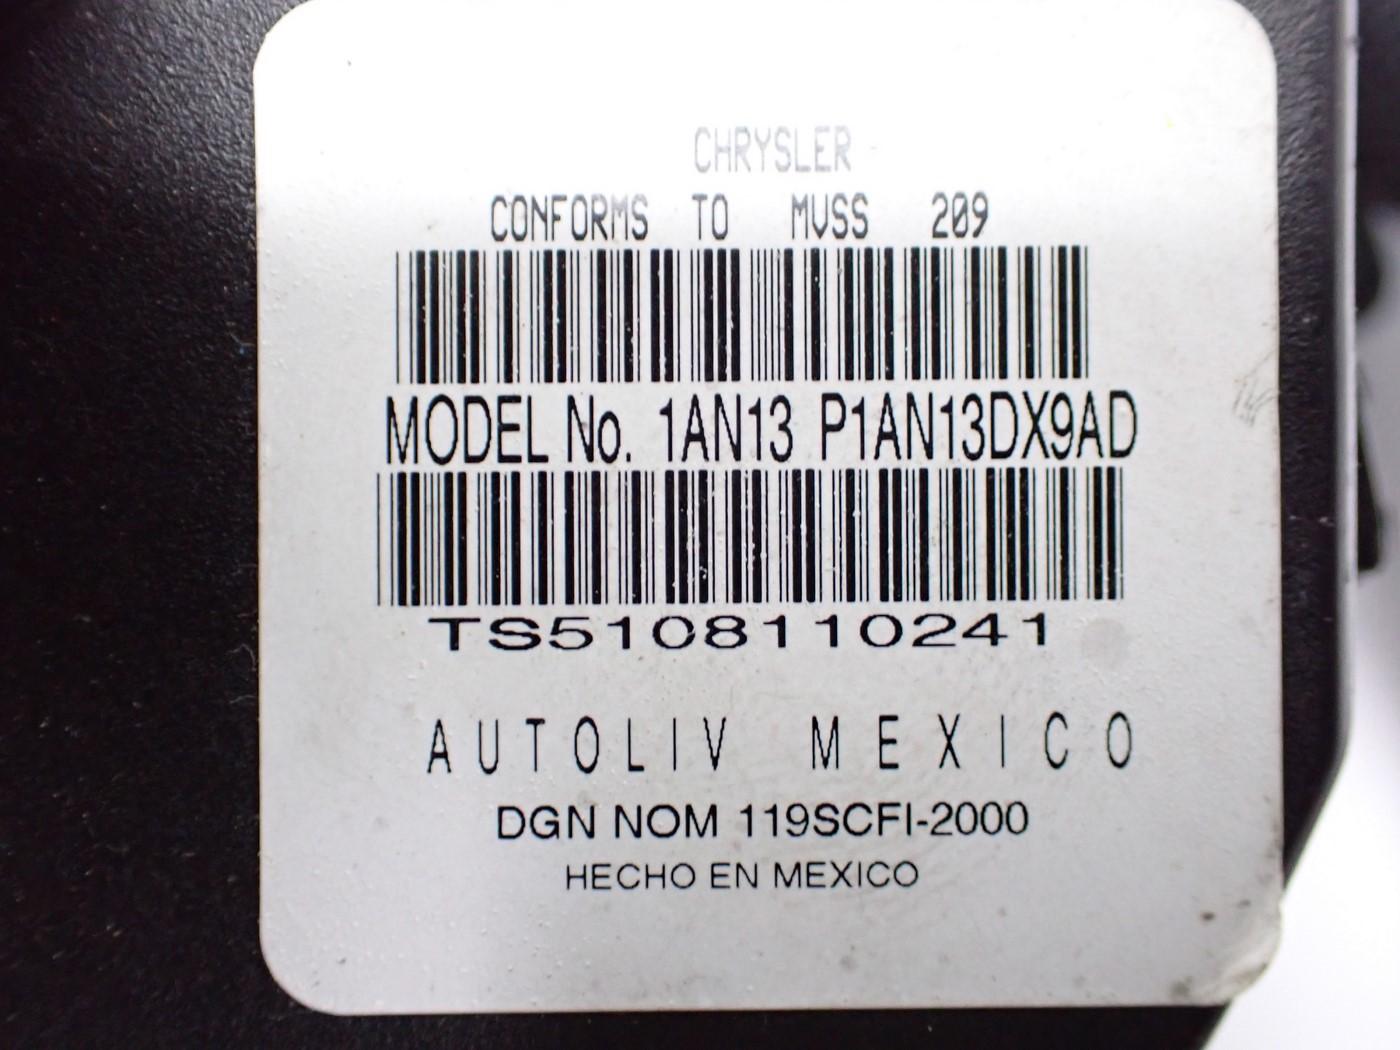 CHRYSLER
CONFORMS TO MVSS 209
MODEL No. 1AN13 P1AN13DX9AD
TS5108110241
AUTOLIV MEXICO
DGN NOM 119SCFI-2000
HECHO EN MEXICO